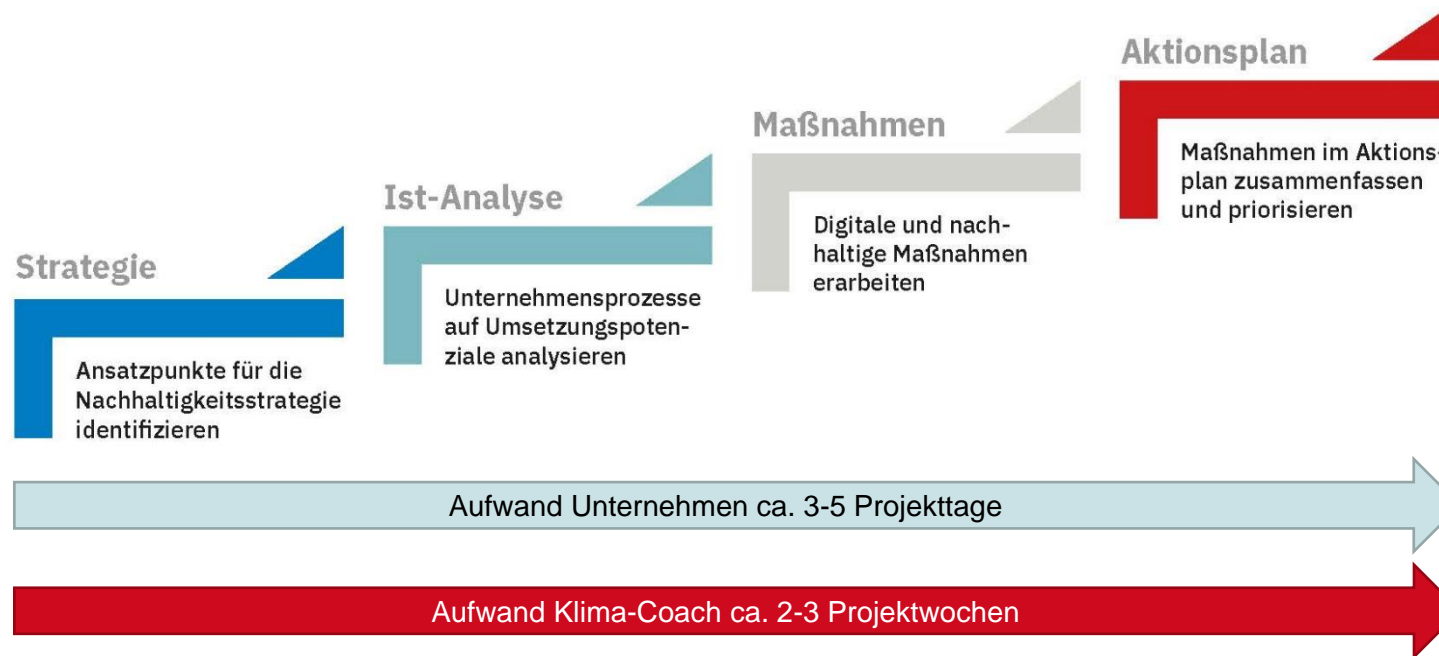 Strategie
Ansatzpunkte für die
Nachhaltigkeitsstrategie
identifizieren
Ist-Analyse
Unternehmensprozesse
auf Umsetzungspoten-
ziale analysieren
Maßnahmen
Digitale und nach-
haltige Maßnahmen
erarbeiten
Aktionsplan
Maßnahmen im Aktions-
plan zusammenfassen
und priorisieren
Aufwand Unternehmen ca. 3-5 Projekttage
Aufwand Klima-Coach ca. 2-3 Projektwochen